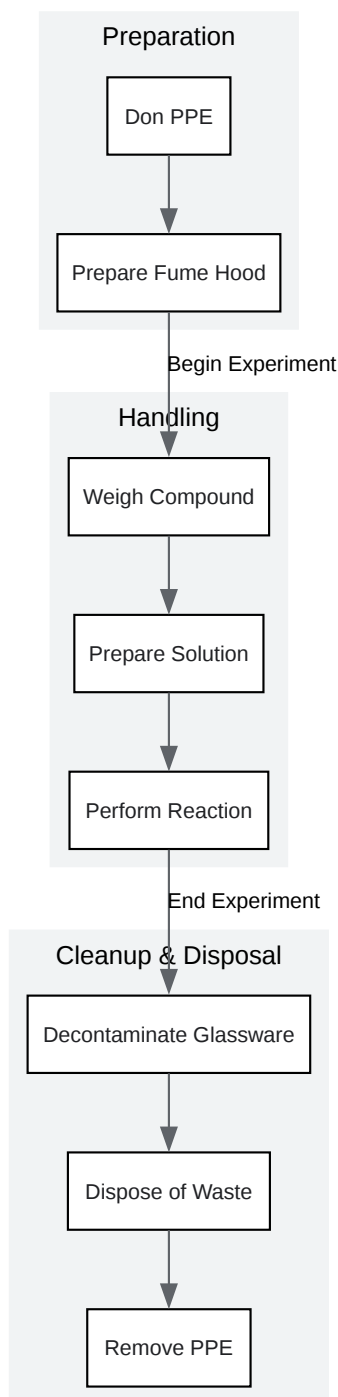 Preparation
Don PPE
Prepare Fume Hood
Begin Experiment
Handling
Weigh Compound
Prepare Solution
Perform Reaction
End Experiment
Cleanup & Disposal
Decontaminate Glassware
Dispose of Waste
Remove PPE